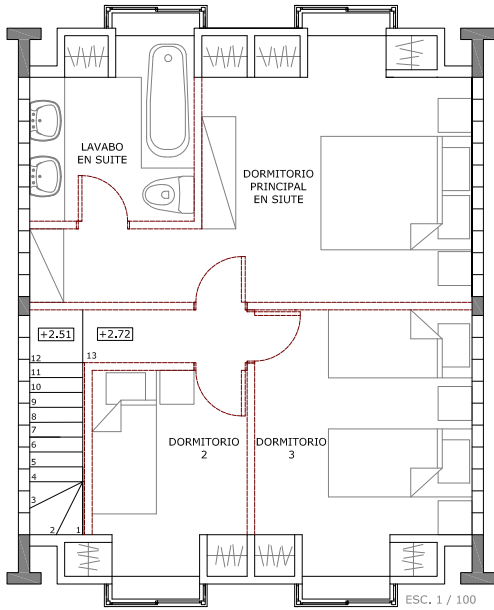 LAVABO
EN SUITE
DORMITORIO
PRINCIPAL
EN SIUTE
+2.51
+2.72
13
12
11
10
9
8
7
6
5
4
3
2
1
DORMITORIO
2
DORMITORIO
3
ESC. 1 / 100